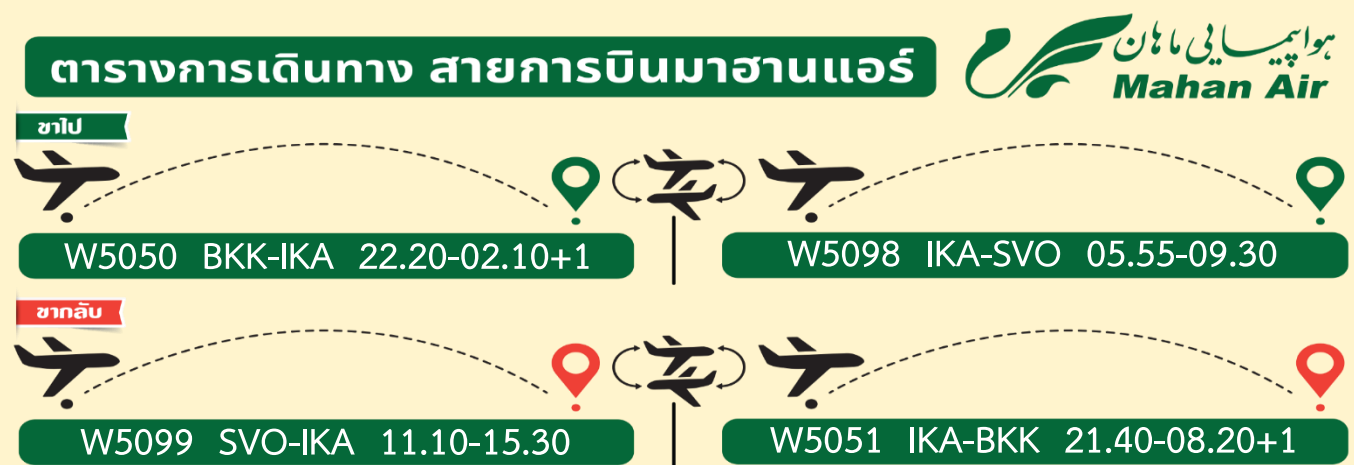 ตารางการเดินทาง สายการบินมาฮานแอร์
هواپیمایی ماهان
Mahan Air
ขาไป
W5050 BKK-IKA 22.20-02.10+1
W5098 IKA-SVO 05.55-09.30
ขากลับ
W5099 SVO-IKA 11.10-15.30
W5051 IKA-BKK 21.40-08.20+1